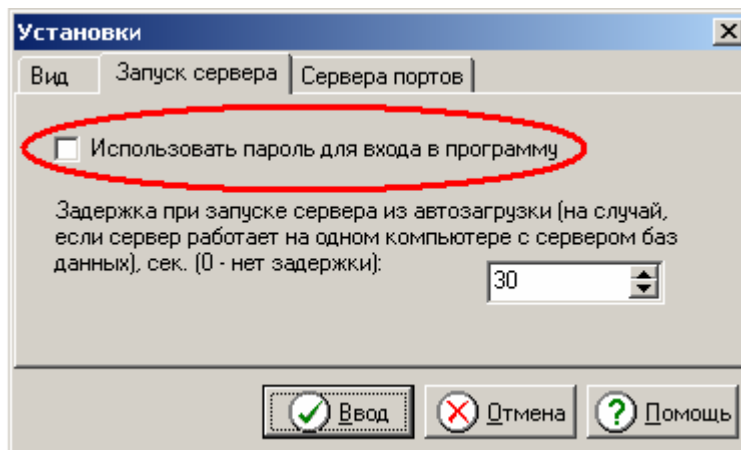 Установки
Вид
Запуск сервера
Сервера портов
Использовать пароль для входа в программу
Задержка при запуске сервера из автозагрузки (на случай,
если сервер работает на одном компьютере с сервером баз
данных), сек. (0 - нет задержки):
30
Ввод
Отмена
Помощь